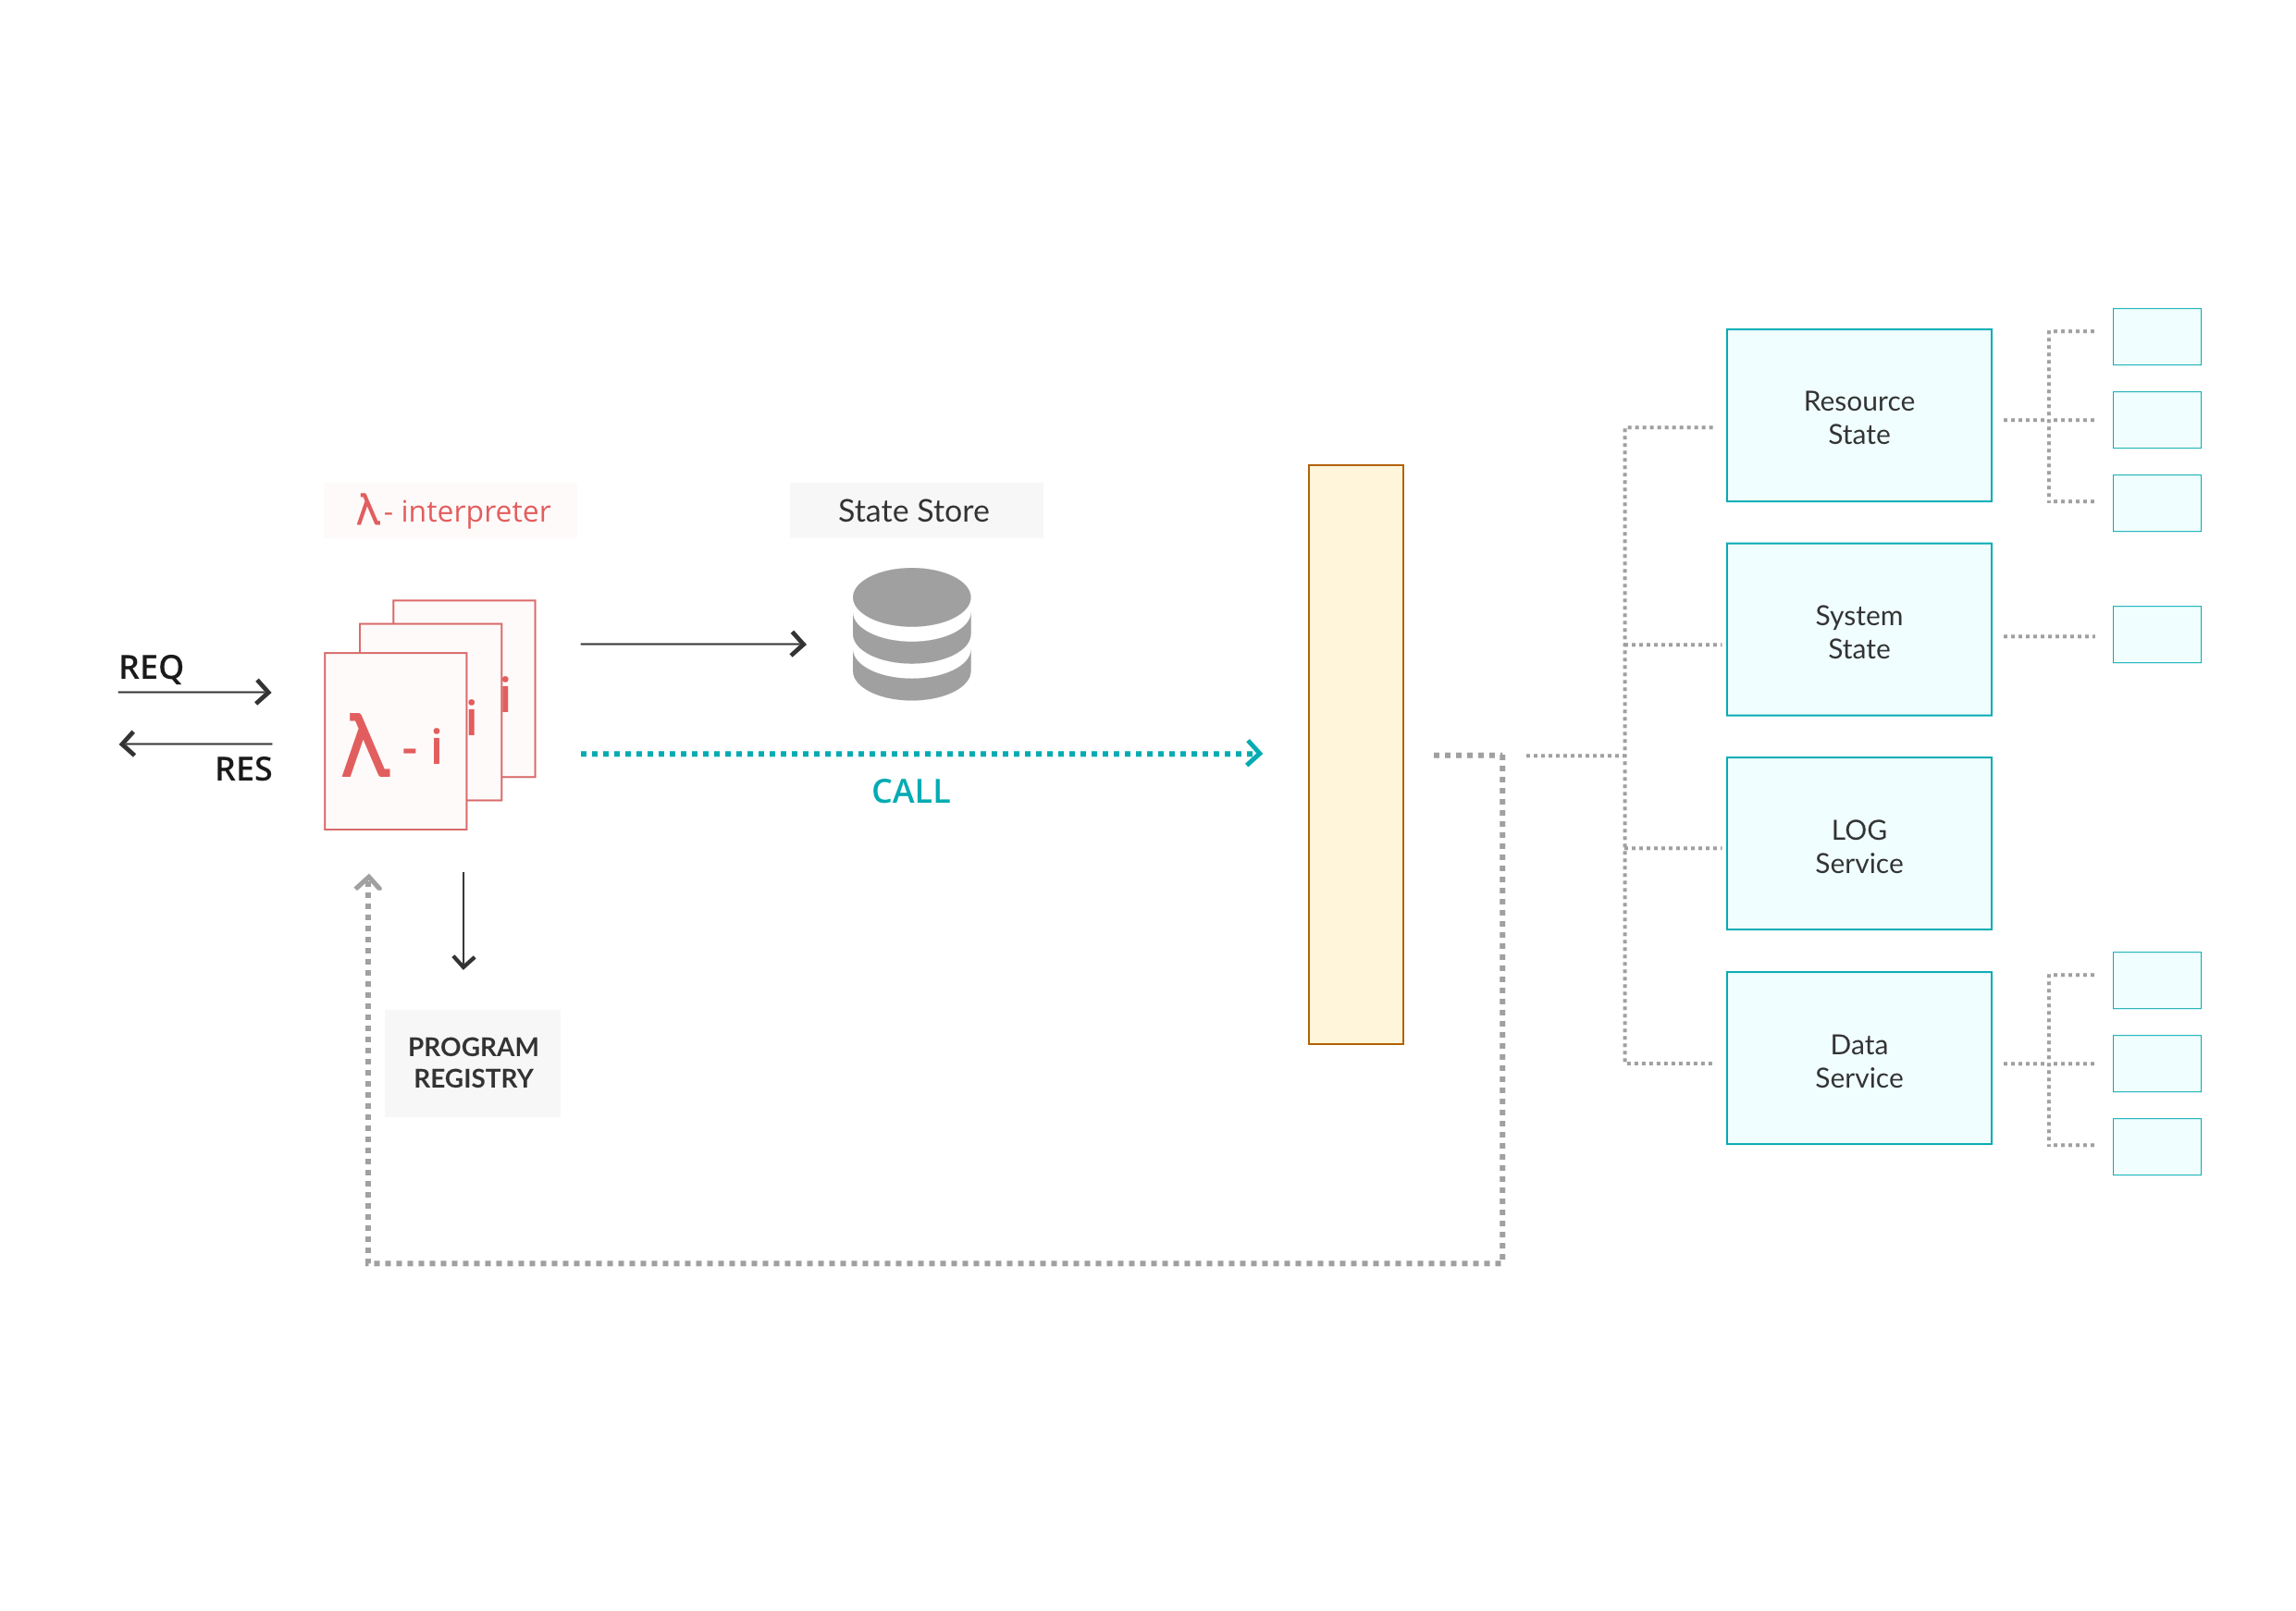 λ - interpreter
State Store
REQ
RES
λ - i
i
i
CALL
PROGRAM
REGISTRY
Resource
State
System
State
LOG
Service
Data
Service